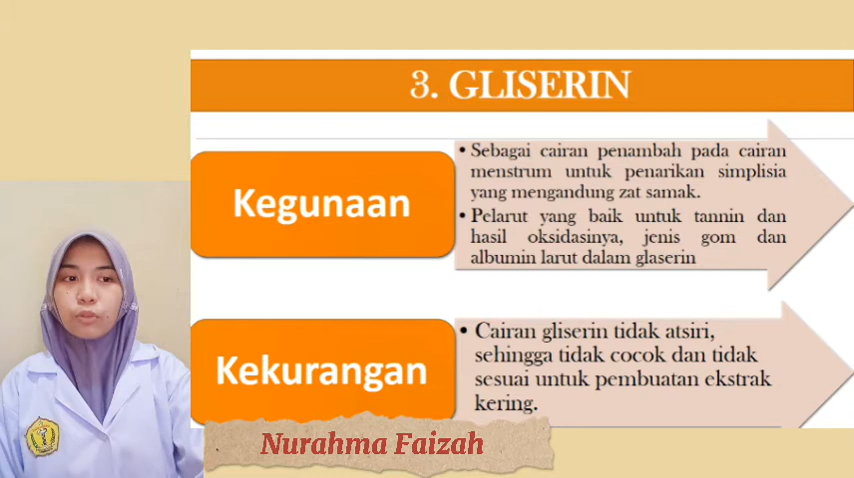 3. GLISERIN
Kegunaan
• Sebagai cairan penambah pada cairan
menstrum untuk penarikan simplisia
yang mengandung zat samak.
• Pelarut yang baik untuk tannin dan
hasil oksidasinya, jenis gom dan
albumin larut dalam glaserin
Kekurangan
• Cairan gliserin tidak atsiri,
sehingga tidak cocok dan tidak
sesuai untuk pembuatan ekstrak
kering.
Nurahma Faizah